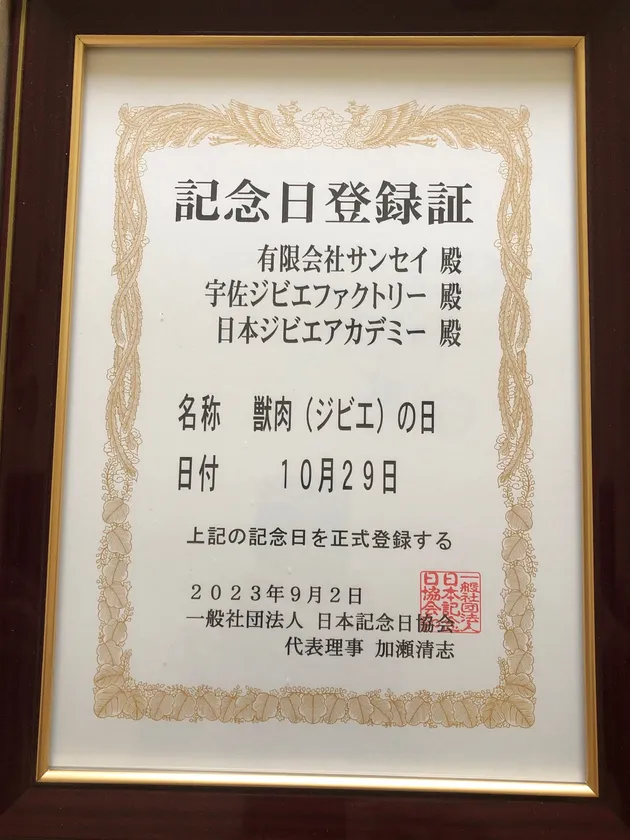 記念日登録証
有限会社サンセイ 殿
宇佐ジビエファクトリー 殿
日本ジビエアカデミー 殿
名称　獣肉（ジビエ）の日
日付　１０月２９日
上記の記念日を正式登録する
２０２３年９月２日
一般社団法人 日本記念日協会
代表理事 加瀬清志
一般社団法人
日本記念
日協会